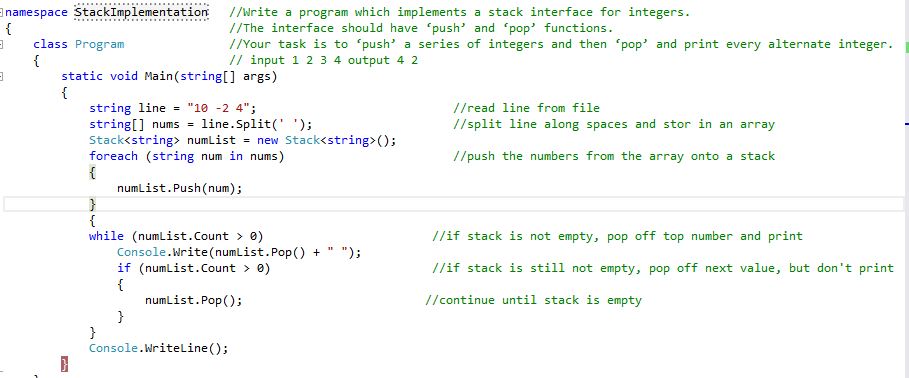 namespace StackImplementation //Write a program which implements a stack interface for integers.
{ //The interface should have ‘push’ and ‘pop’ functions.
class Program //Your task is to ‘push’ a series of integers and then ‘pop’ and print every alternate integer.
{ // input 1 2 3 4 output 4 2
static void Main(string[] args)
{
string line = "10 -2 4"; //read line from file
string[] nums = line.Split(' '); //split line along spaces and stor in an array
Stack<string> numList = new Stack<string>();
foreach (string num in nums) //push the numbers from the array onto a stack
{
numList.Push(num);
}
{
while (numList.Count > 0) //if stack is not empty, pop off top number and print
Console.Write(numList.Pop() + " ");
if (numList.Count > 0) //if stack is still not empty, pop off next value, but don't print
{
numList.Pop(); //continue until stack is empty
}
}
Console.WriteLine();
}